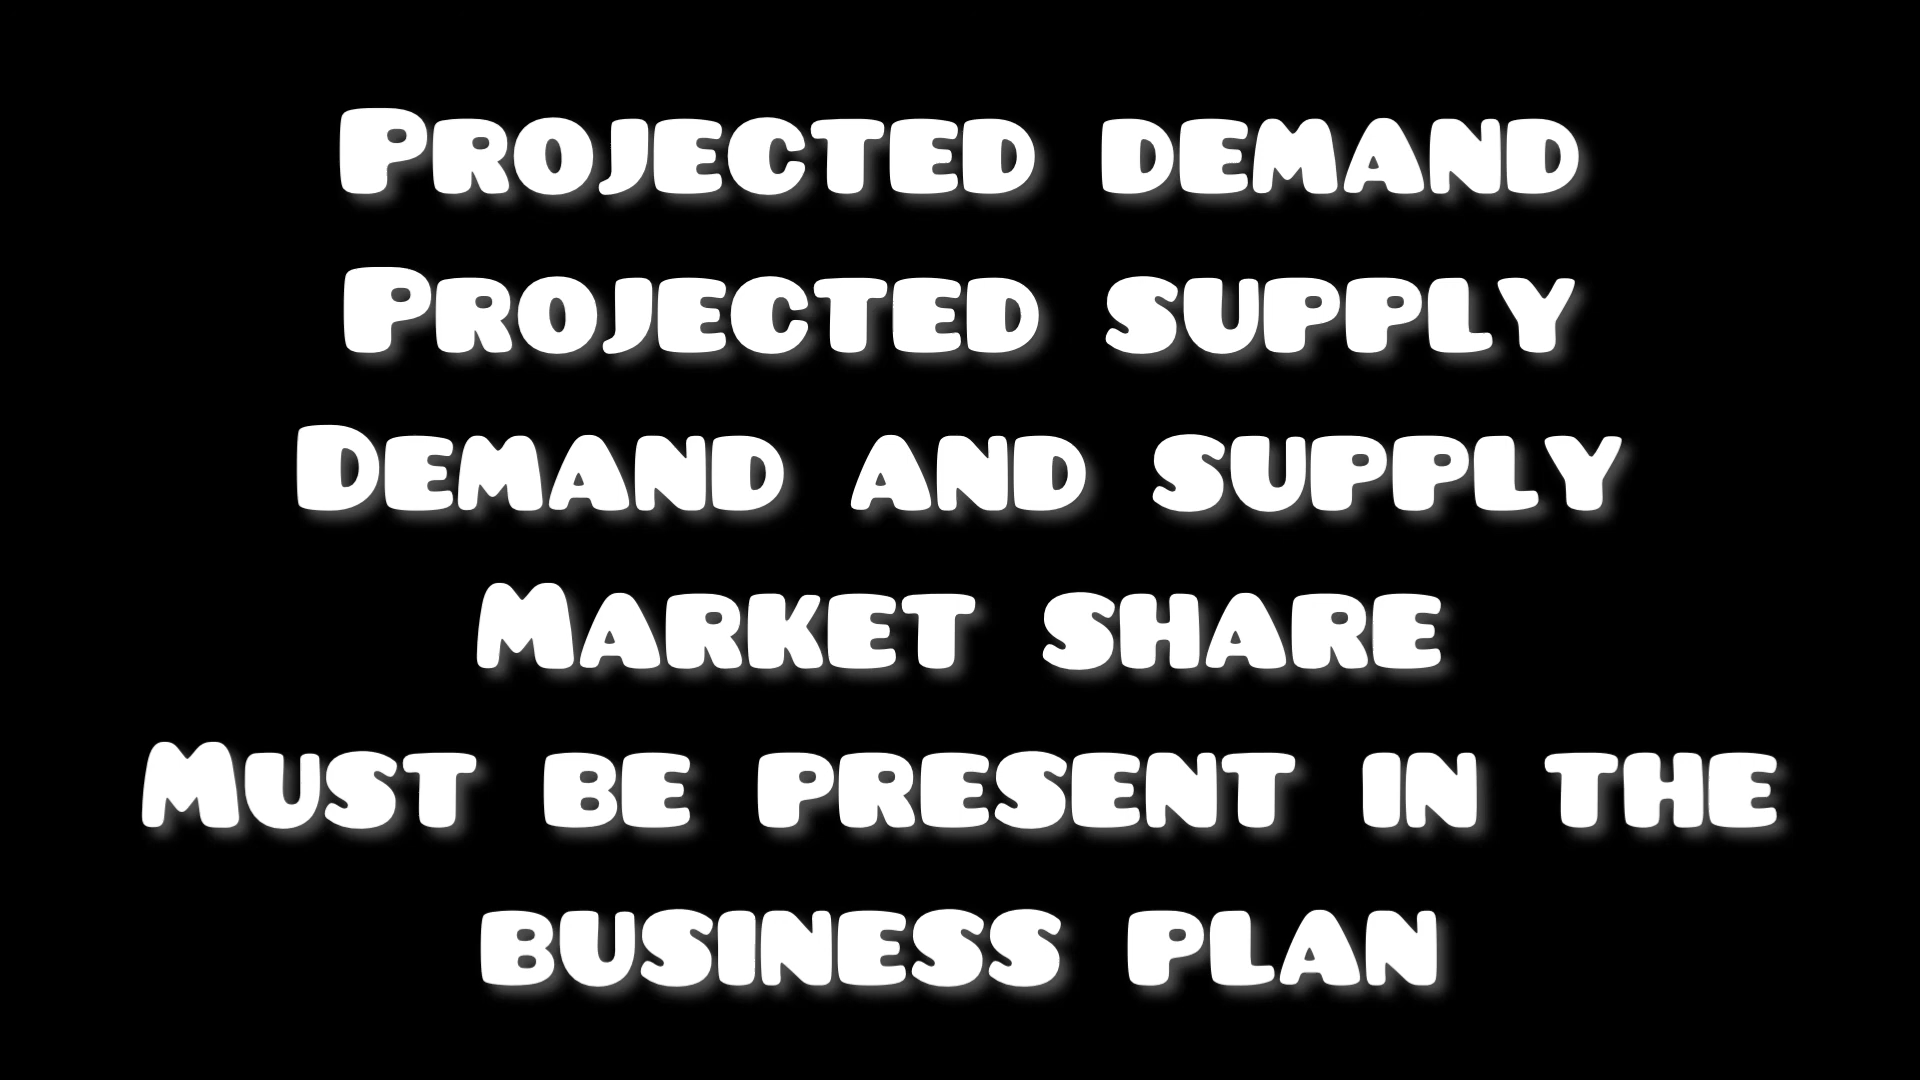 Projected demand
Projected supply
Demand and supply
Market share
Must be present in the
business plan